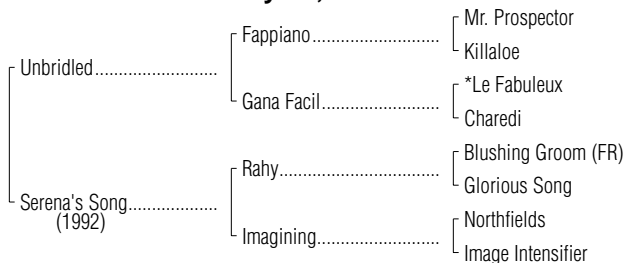 Mr. Prospector
Fappiano
Killaloe
Unbridled
*Le Fabuleux
Gana Facil
Charedi
Blushing Groom (FR)
Rahy
Glorious Song
Serena's Song
(1992)
Northfields
Imagining
Image Intensifier